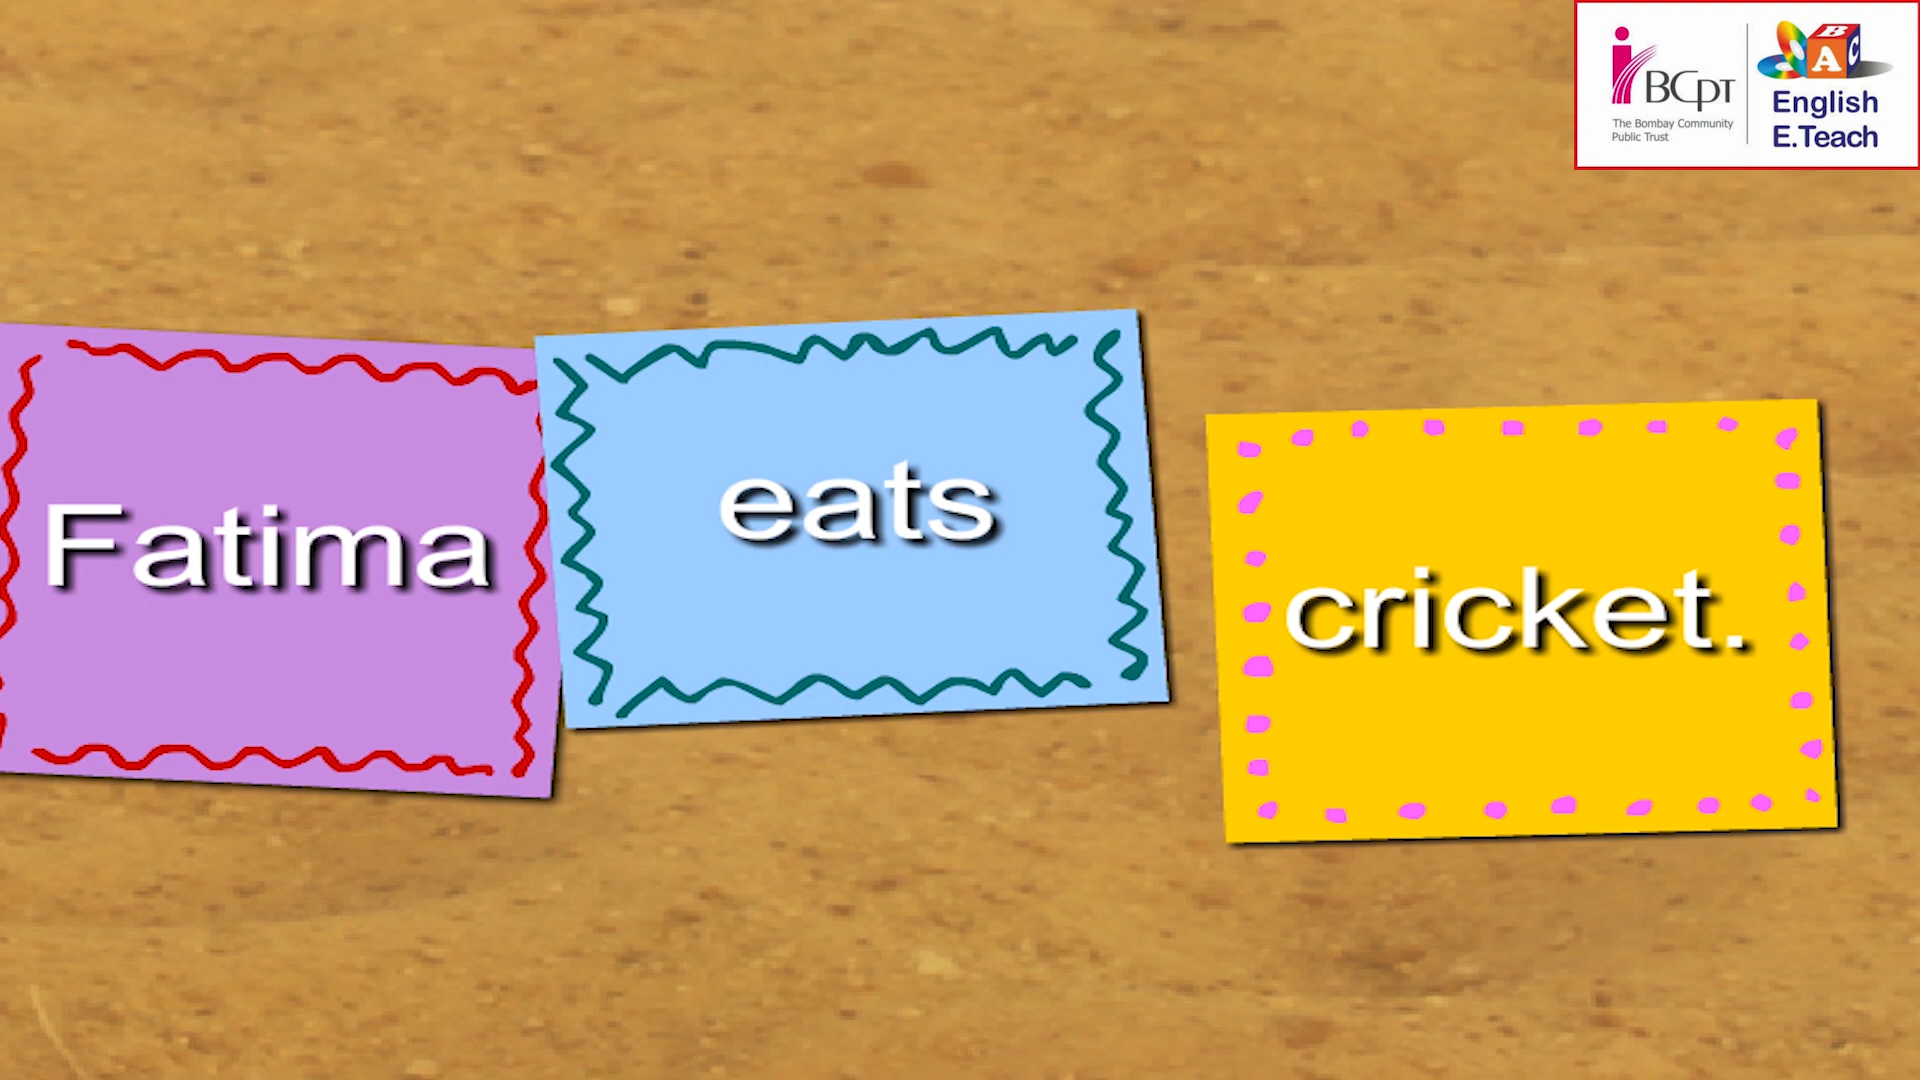 BCPT
The Bombay Community
Public Trust
B
A C
English
E.Teach
Fatima eats cricket.